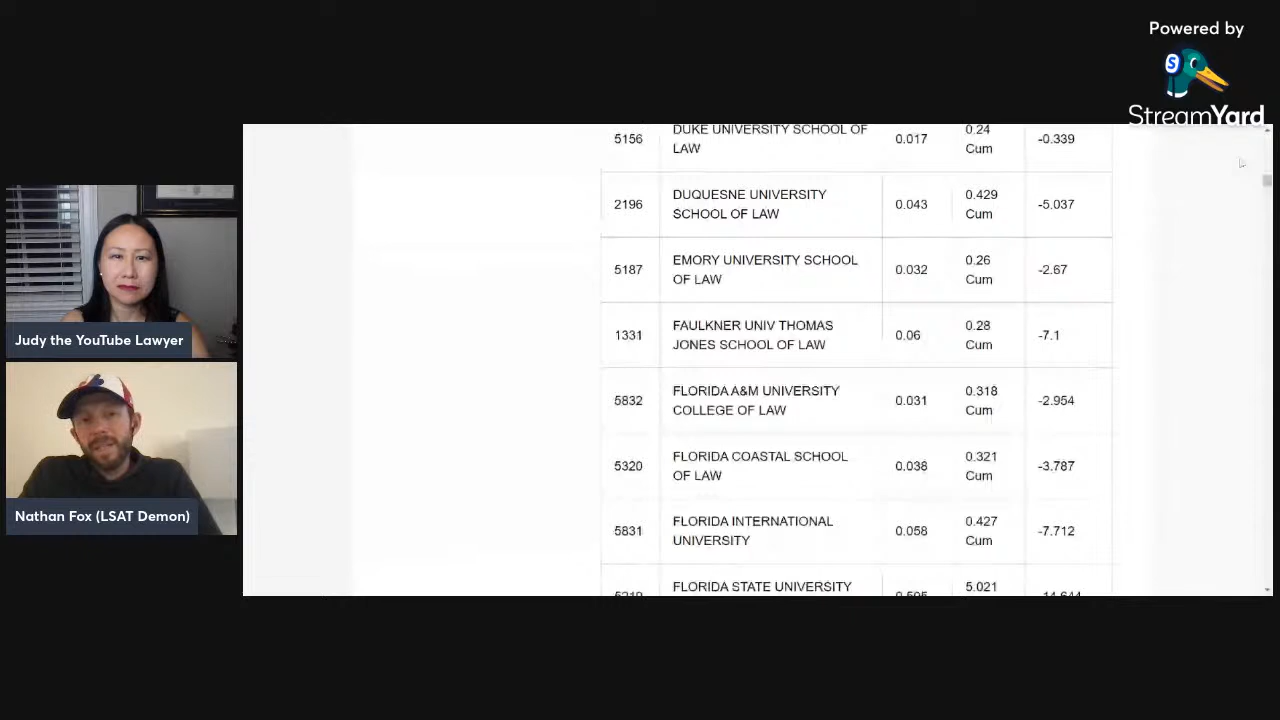 Powered by
StreamYard
5156 DUKE UNIVERSITY SCHOOL OF LAW 0.017 0.24 Cum -0.339
2196 DUQUESNE UNIVERSITY SCHOOL OF LAW 0.043 0.429 Cum -5.037
5187 EMORY UNIVERSITY SCHOOL OF LAW 0.032 0.26 Cum -2.67
1331 FAULKNER UNIV THOMAS JONES SCHOOL OF LAW 0.06 0.28 Cum -7.1
5832 FLORIDA A&M UNIVERSITY COLLEGE OF LAW 0.031 0.318 Cum -2.954
5320 FLORIDA COASTAL SCHOOL OF LAW 0.038 0.321 Cum -3.787
5831 FLORIDA INTERNATIONAL UNIVERSITY 0.058 0.427 Cum -7.712
FLORIDA STATE UNIVERSITY 5.021
Judy the YouTube Lawyer
Nathan Fox (LSAT Demon)